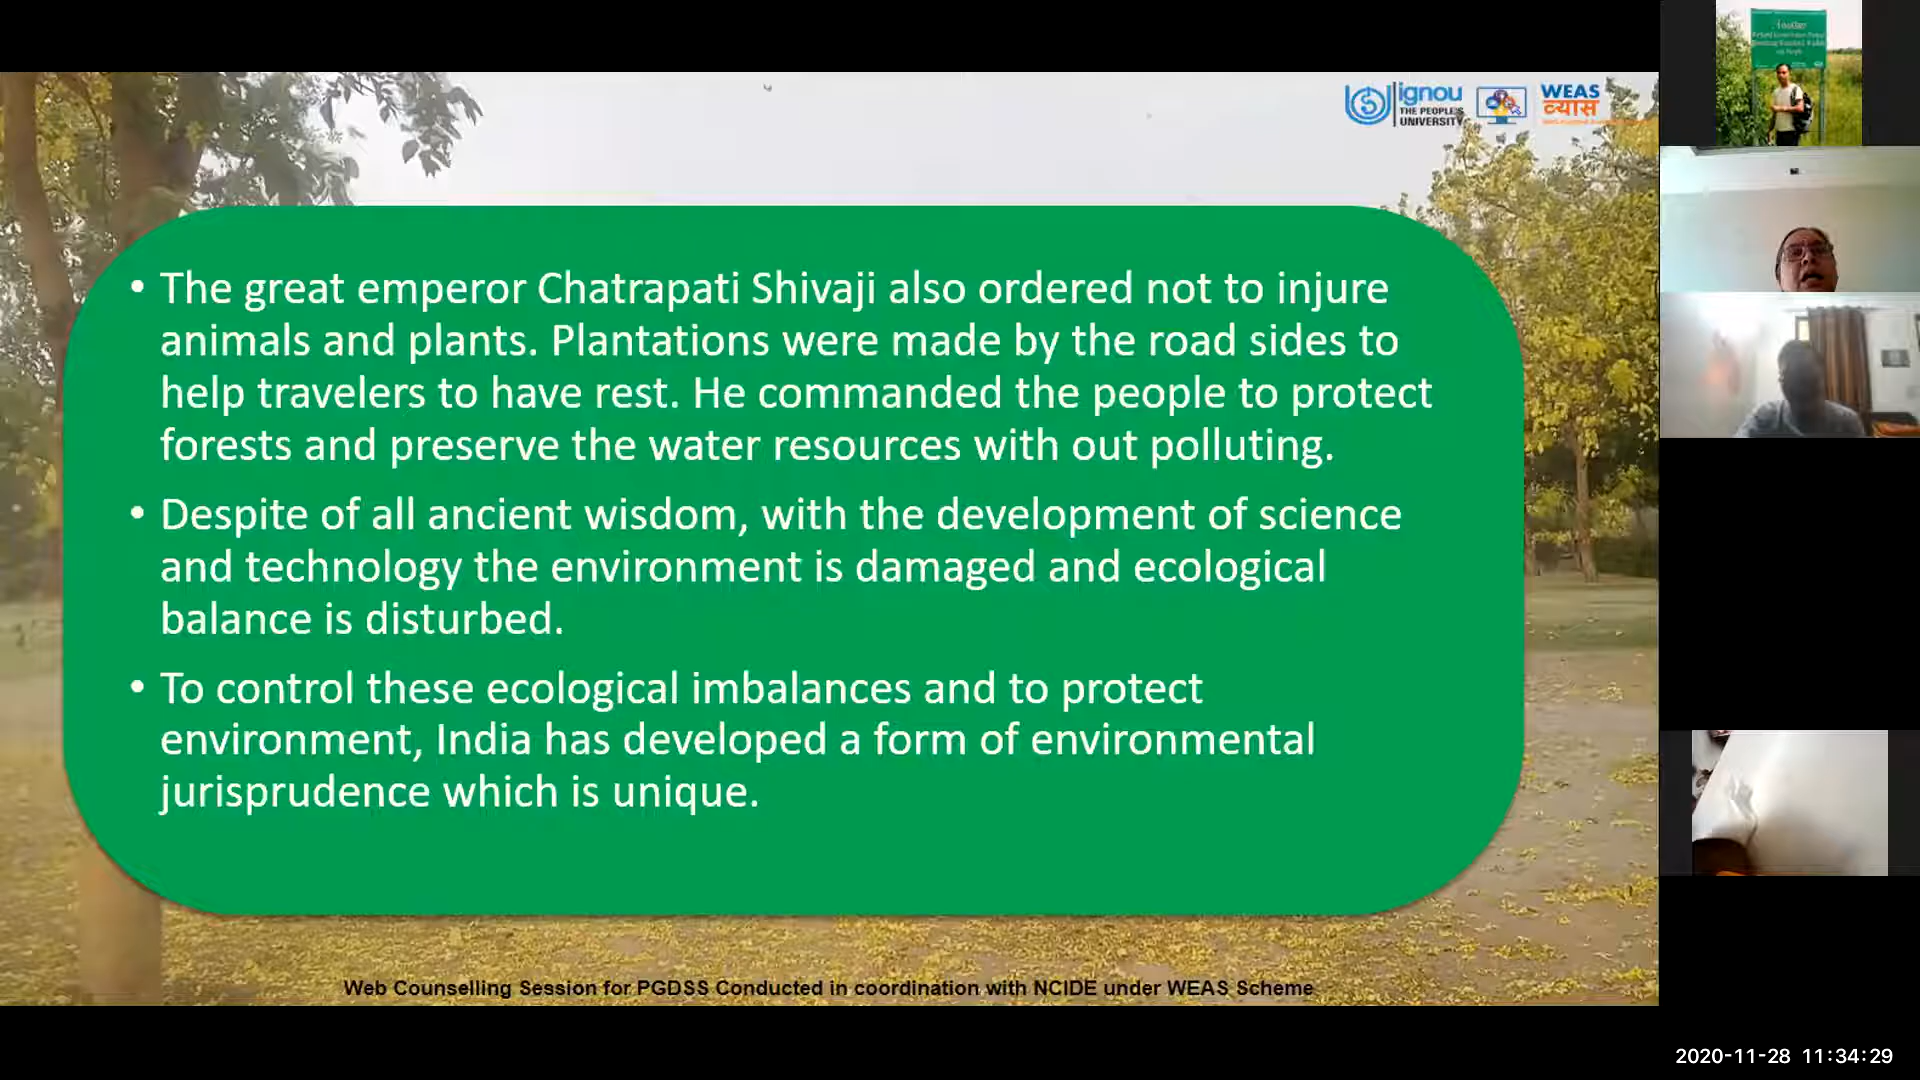 ignou
THE PEOPLE'S
UNIVERSITY
WEAS
व्यास
• The great emperor Chatrapati Shivaji also ordered not to injure
animals and plants. Plantations were made by the road sides to
help travelers to have rest. He commanded the people to protect
forests and preserve the water resources with out polluting.
• Despite of all ancient wisdom, with the development of science
and technology the environment is damaged and ecological
balance is disturbed.
• To control these ecological imbalances and to protect
environment, India has developed a form of environmental
jurisprudence which is unique.
Web Counselling Session for PGDSS Conducted in coordination with NCIDE under WEAS Scheme
2020-11-28 11:34:29